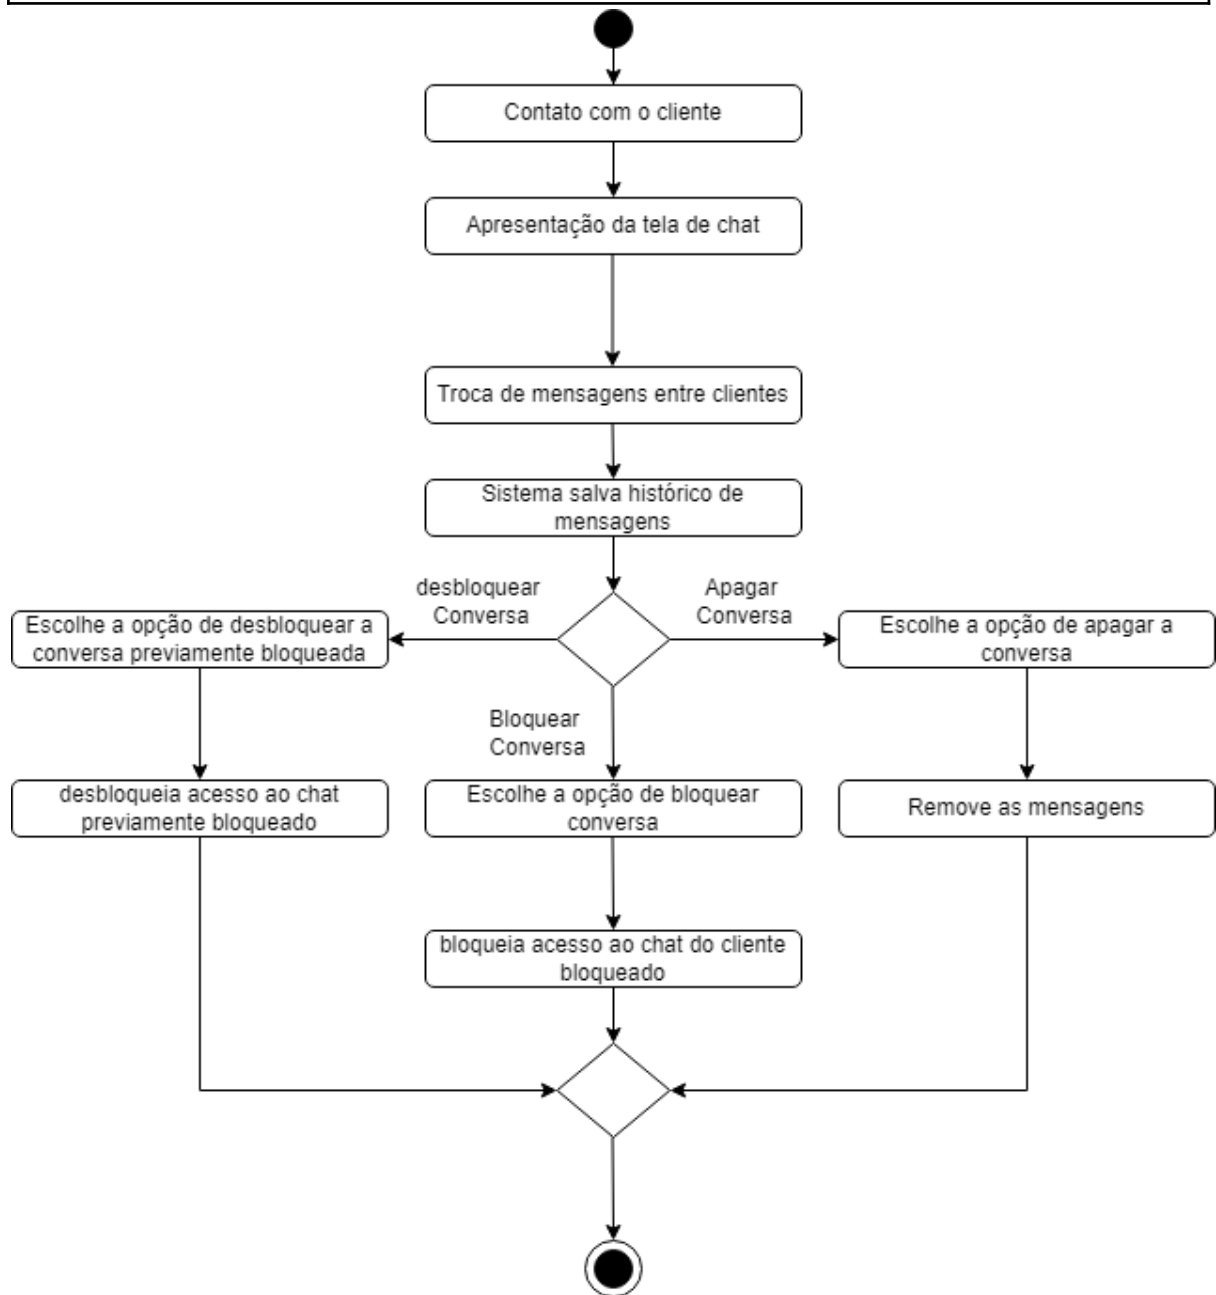 Contato com o cliente
Apresentação da tela de chat
Troca de mensagens entre clientes
Sistema salva histórico de
mensagens
desbloquear
Conversa
Apagar
Conversa
Escolhe a opção de desbloquear a
conversa previamente bloqueada
Escolhe a opção de apagar a
conversa
Bloquear
Conversa
desbloqueia acesso ao chat
previamente bloqueado
Escolhe a opção de bloquear
conversa
Remove as mensagens
bloqueia acesso ao chat do cliente
bloqueado